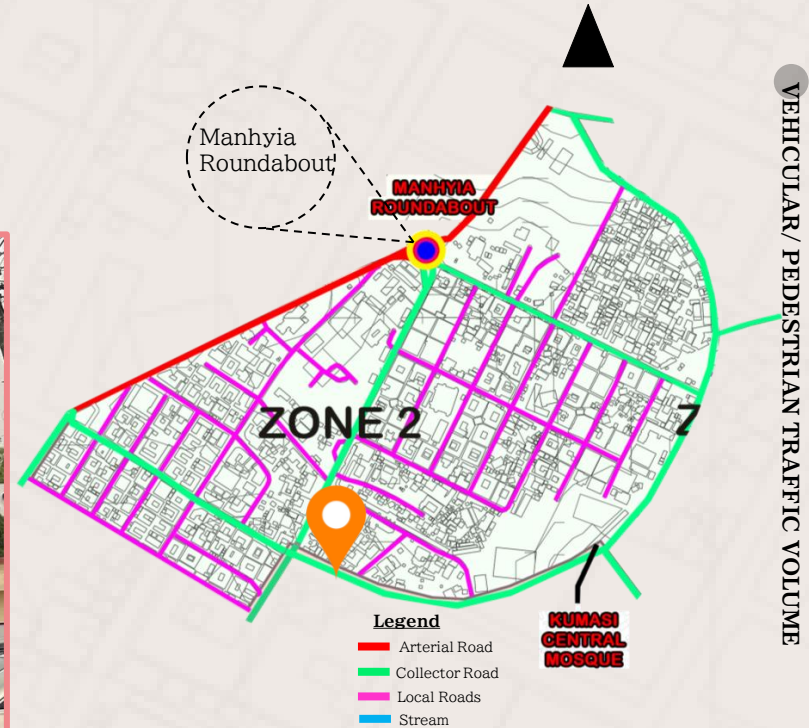 Manhyia
Roundabout
MANHYIA
ROUNDABOUT
ZONE 2
Z
KUMASI
CENTRAL
MOSQUE
Legend
Arterial Road
Collector Road
Local Roads
Stream
VEHICULAR/ PEDESTRIAN TRAFFIC VOLUME